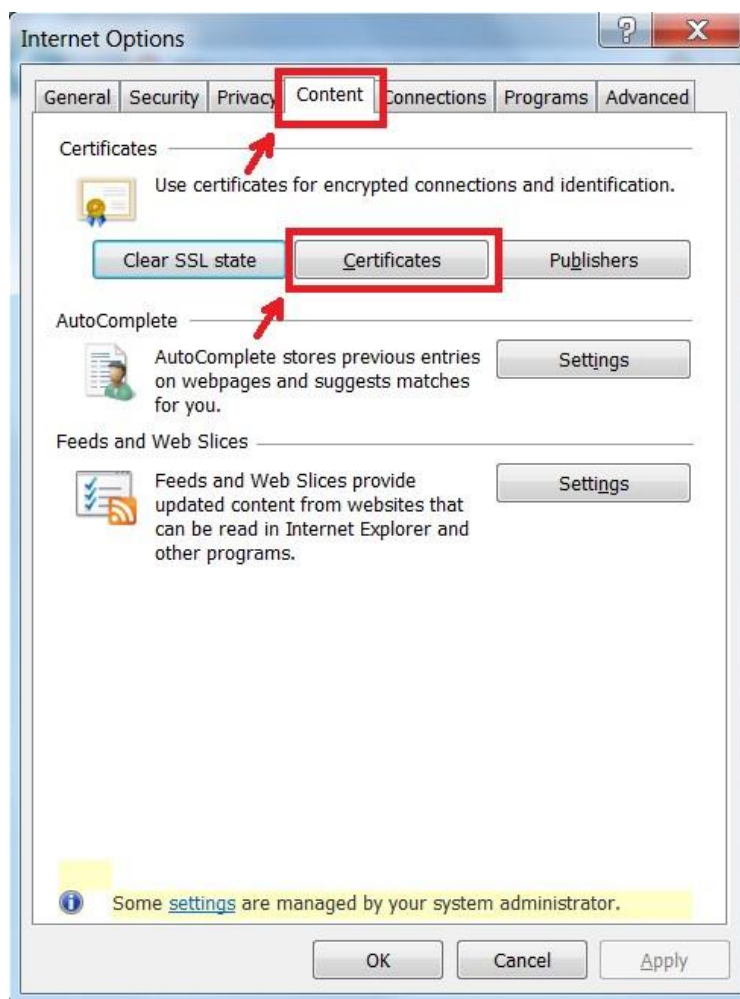 Internet Options
General Security Privacy Content Connections Programs Advanced
Certificates
Use certificates for encrypted connections and identification.
Clear SSL state Certificates Publishers
AutoComplete
AutoComplete stores previous entries
on webpages and suggests matches
for you.
Settings
Feeds and Web Slices
Feeds and Web Slices provide
updated content from websites that
can be read in Internet Explorer and
other programs.
Settings
Some settings are managed by your system administrator.
OK Cancel Apply